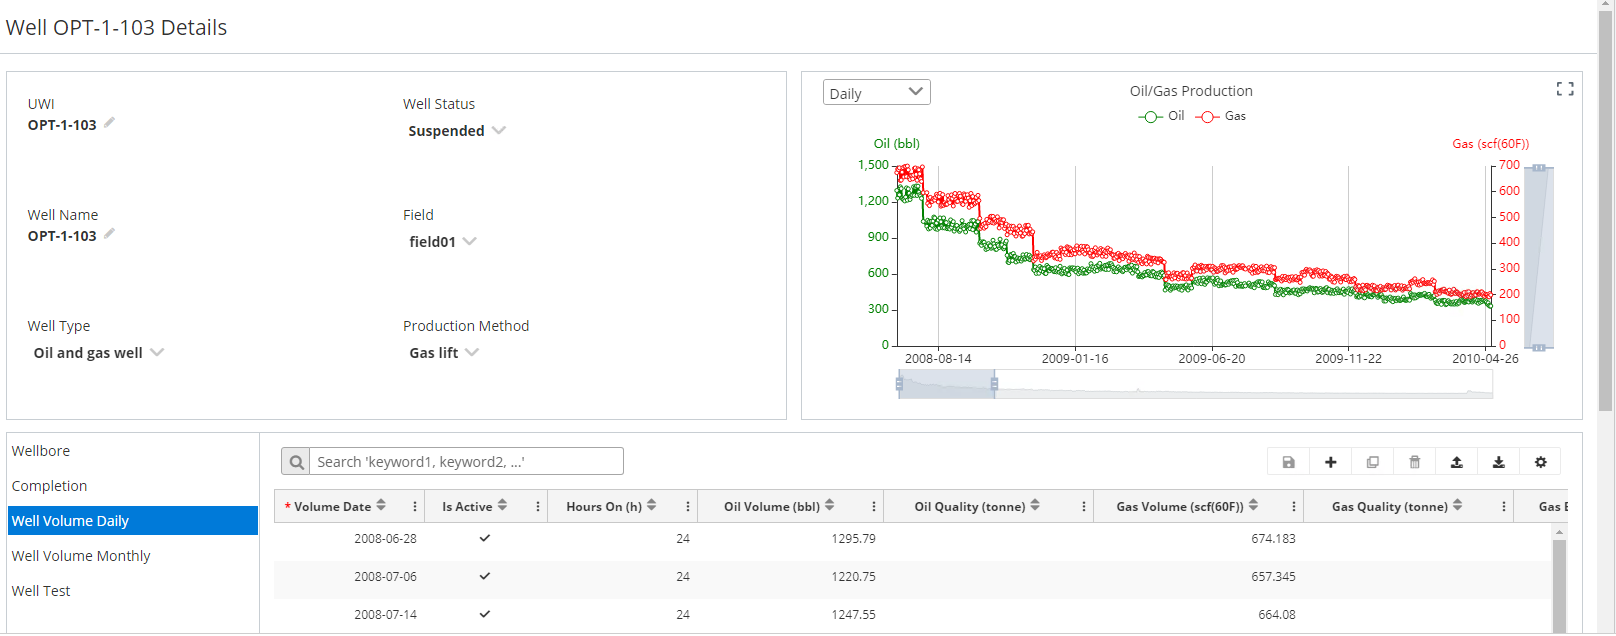 Well OPT-1-103 Details
UWI
OPT-1-103
Well Status
Suspended
Well Name
OPT-1-103
Field
field01
Well Type
Oil and gas well
Production Method
Gas lift
Daily
Oil/Gas Production
Oil
Gas
Oil (bbl)
Gas (scf(60F))
1,500
1,200
900
600
300
0
700
600
500
400
300
200
100
0
2008-08-14
2009-01-16
2009-06-20
2009-11-22
2010-04-26
Wellbore
Completion
Well Volume Daily
Well Volume Monthly
Well Test
Search 'keyword1, keyword2, ...'
* Volume Date Is Active Hours On (h) Oil Volume (bbl) Oil Quality (tonne) Gas Volume (scf(60F)) Gas Quality (tonne) Gas E
2008-06-28 24 1295.79 674.183
2008-07-06 24 1220.75 657.345
2008-07-14 24 1247.55 664.08